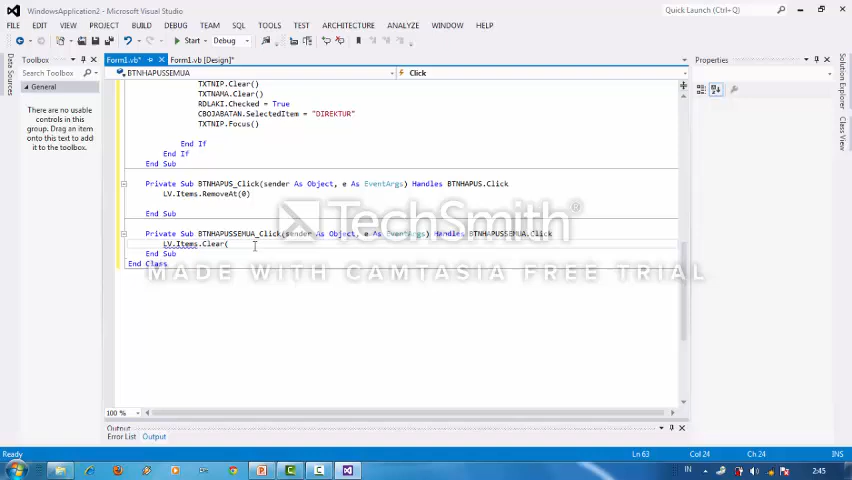 WindowsApplication2 - Microsoft Visual Studio
Quick Launch (Ctrl+Q)
FILE EDIT VIEW PROJECT BUILD DEBUG TEAM SQL TOOLS TEST ARCHITECTURE ANALYZE WINDOW HELP
Start Debug
Data Sources
Toolbox
Search Toolbox
General
There are no usable
controls in this
group. Drag an item
onto this text to add
it to the toolbox.
Form1.vb* Form1.vb [Design]*
BTNHAPUSSEMUA Click
TXTNIP.Clear()
TXTNAMA.Clear()
RDLAKI.Checked = True
CBOJABATAN.SelectedItem = "DIREKTUR"
TXTNIP.Focus()
End If
End If
End Sub
Private Sub BTNHAPUS_Click(sender As Object, e As EventArgs) Handles BTNHAPUS.Click
LV.Items.RemoveAt(0)
End Sub
Private Sub BTNHAPUSSEMUA_Click(sender As Object, e As EventArgs) Handles BTNHAPUSSEMUA.Click
LV.Items.Clear(
End Sub
End Class
TechSmith
MADE WITH CAMTASIA FREE TRIAL
100 %
Properties
Solution Explorer
Class View
Output
Error List Output
Ready Ln 63 Col 24 Ch 24 INS
IN 2:45